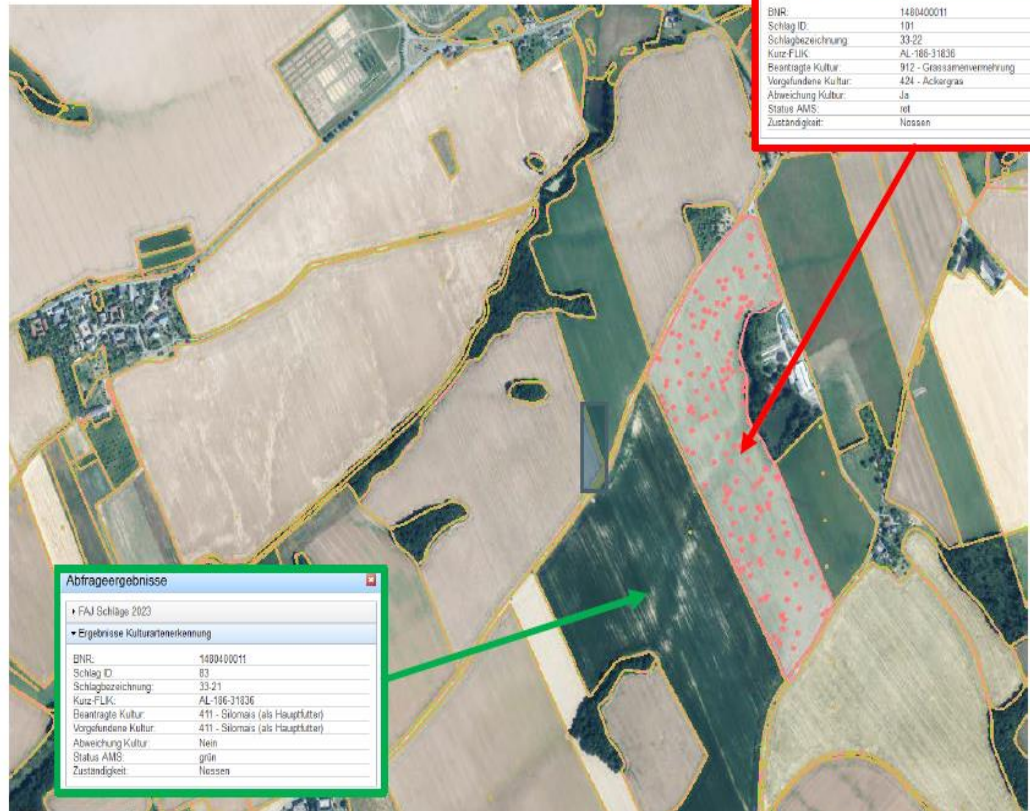 BNR: 1480400011
Schlag ID: 101
Schlagbezeichnung: 33-22
Kurz-FLIK: AL-186-31836
Beantragte Kultur: 912 - Grassamenvermehrung
Vorgefundene Kultur: 424 - Ackergras
Abweichung Kultur: Ja
Status AMS: rot
Zuständigkeit: Nossen
Abfrageergebnisse
FAJ Schläge 2023
Ergebnisse Kulturartenerkennung
BNR: 1480400011
Schlag ID: 83
Schlagbezeichnung: 33-21
Kurz-FLIK: AL-186-31836
Beantragte Kultur: 411 - Silomais (als Hauptfutter)
Vorgefundene Kultur: 411 - Silomais (als Hauptfutter)
Abweichung Kultur: Nein
Status AMS: grün
Zuständigkeit: Nossen